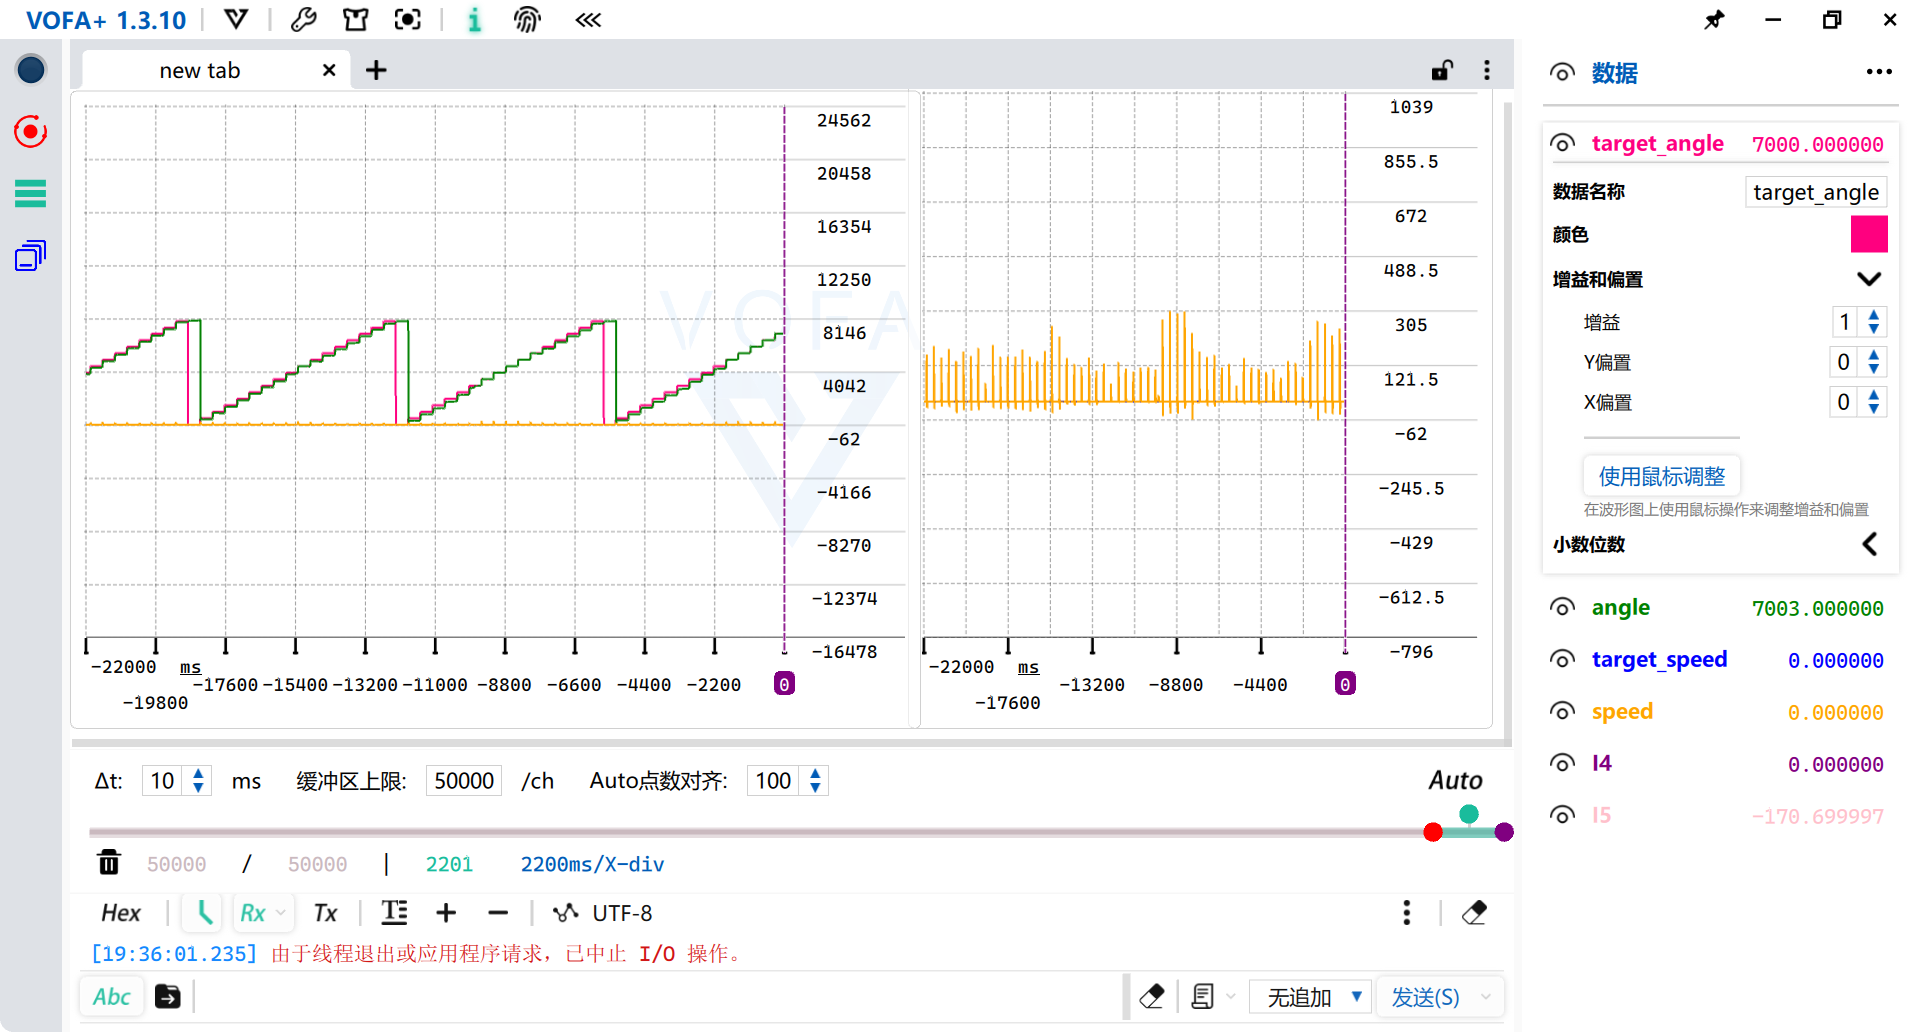 VOFA+ 1.3.10
new tab
24562
20458
16354
12250
8146
4042
-62
-4166
-8270
-12374
-16478
-22000 ms
-17600 -15400 -13200 -11000 -8800 -6600 -4400 -2200 0
-19800
VOFA
1039
855.5
672
488.5
305
121.5
-62
-245.5
-429
-612.5
-796
-22000 ms
-13200 -8800 -4400 0
-17600
Δt: 10 ms 缓冲区上限: 50000 /ch Auto点数对齐: 100 Auto
50000 / 50000 | 2201 2200ms/X-div
Hex Rx Tx UTF-8
[19:36:01.235] 由于线程退出或应用程序请求，已中止 I/O 操作。
Abc 无追加 发送(S)
数据
target_angle 7000.000000
数据名称 target_angle
颜色
增益和偏置
增益 1
Y偏置 0
X偏置 0
使用鼠标调整
在波形图上使用鼠标操作来调整增益和偏置
小数位数
angle 7003.000000
target_speed 0.000000
speed 0.000000
I4 0.000000
I5 -170.699997